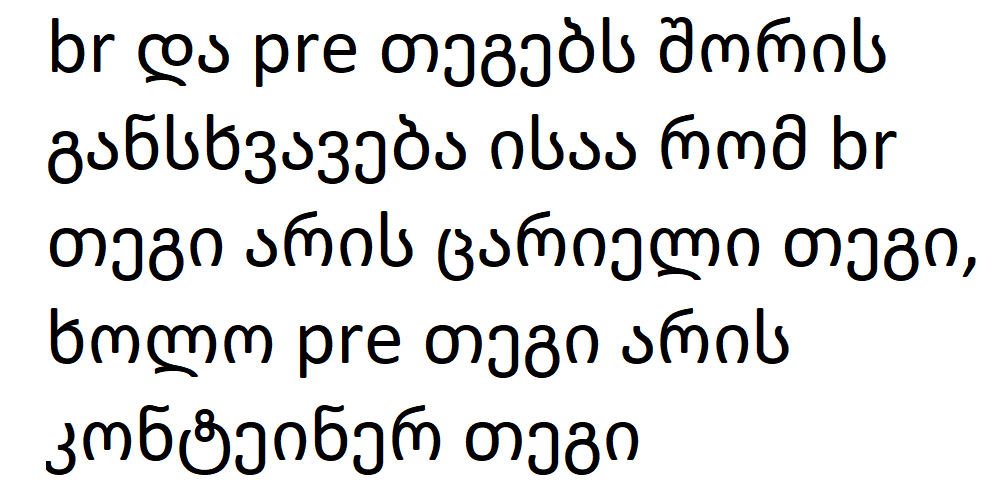 br და pre თეგებს შორის
განსხვავება ისაა რომ br
თეგი არის ცარიელი თეგი,
ხოლო pre თეგი არის
კონტეინერ თეგი